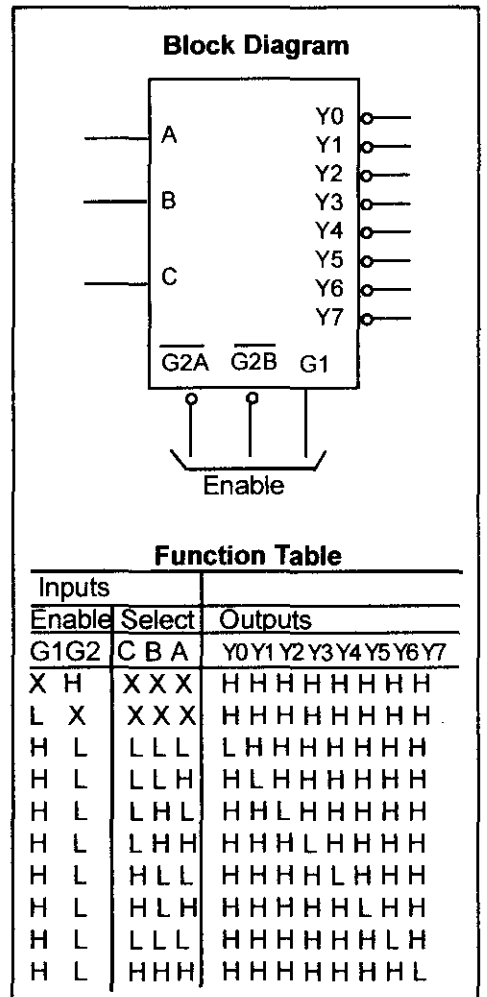 Block Diagram
A
B
C
Y0
Y1
Y2
Y3
Y4
Y5
Y6
Y7
G2A G2B G1
Enable
Function Table
Inputs
Enable Select Outputs
G1G2 C B A Y0Y1Y2Y3Y4Y5Y6Y7
X H X X X H H H H H H H H
L X X X X H H H H H H H H
H L L L L L H H H H H H H
H L L L H H L H H H H H H
H L L H L H H L H H H H H
H L L H H H H H L H H H H
H L H L L H H H H L H H H
H L H L H H H H H H L H H
H L L L L H H H H H H L H
H L H H H H H H H H H H L